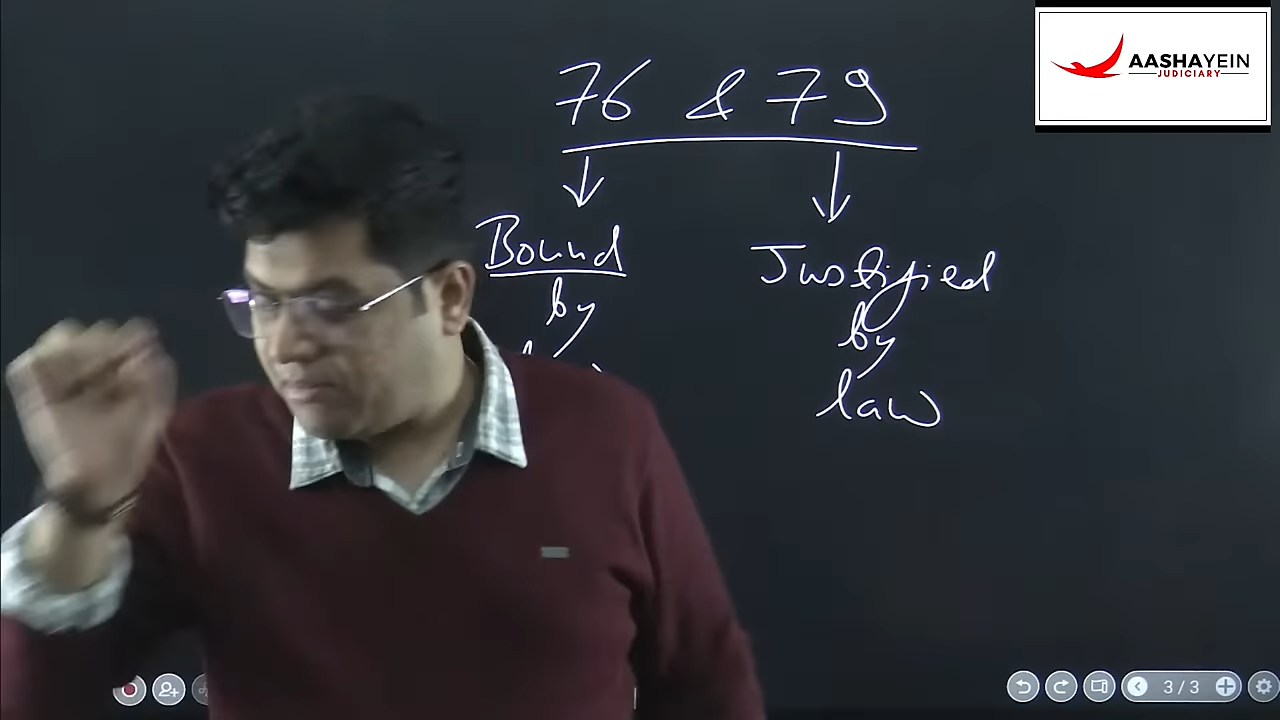 76 & 79
Bound
by
Justified
by
law
AASHAYEIN
JUDICIARY
3 / 3